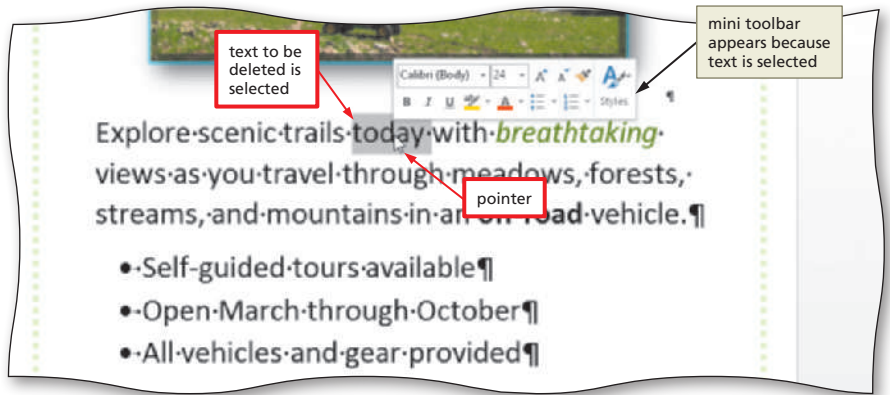 mini toolbar
appears because
text is selected
text to be
deleted is
selected
Calibri (Body) 24 A A A
B I U A Styles ¶
Explore·scenic·trails·today·with·breathtaking·
views·as·you·travel·through·meadows,·forests,·
pointer
streams,·and·mountains·in·an·off-road·vehicle.¶
•·Self-guided·tours·available¶
•·Open·March·through·October¶
•·All·vehicles·and·gear·provided¶